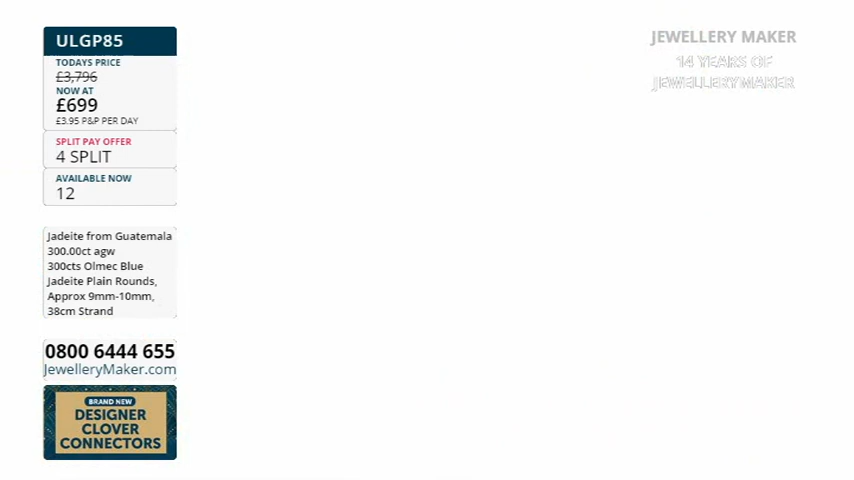 ULGP85
TODAYS PRICE
£3,796
NOW AT
£699
£3.95 P&P PER DAY
SPLIT PAY OFFER
4 SPLIT
AVAILABLE NOW
12
Jadeite from Guatemala
300.00ct agw
300cts Olmec Blue
Jadeite Plain Rounds,
Approx 9mm-10mm,
38cm Strand
0800 6444 655
JewelleryMaker.com
BRAND NEW
DESIGNER
CLOVER
CONNECTORS
JEWELLERY MAKER
14 YEARS OF
JEWELLERYMAKER